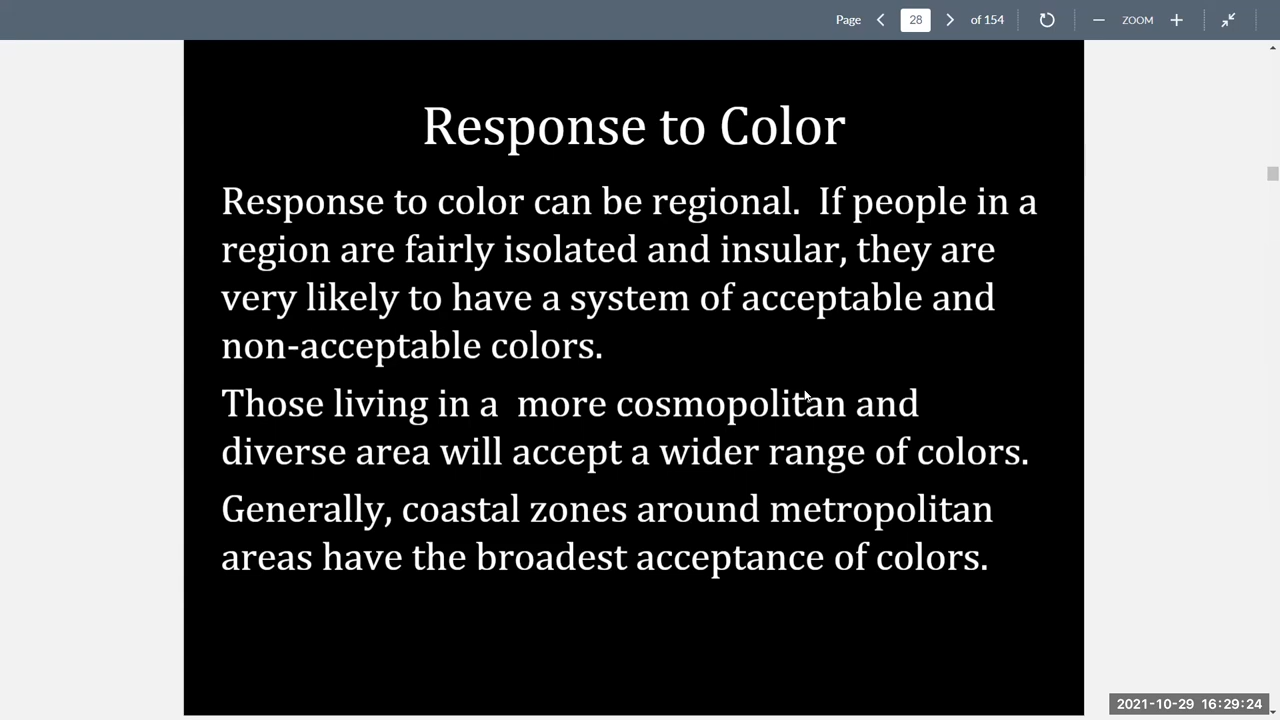 Page 28 of 154 ZOOM
Response to Color
Response to color can be regional.  If people in a
region are fairly isolated and insular, they are
very likely to have a system of acceptable and
non-acceptable colors.
Those living in a  more cosmopolitan and
diverse area will accept a wider range of colors.
Generally, coastal zones around metropolitan
areas have the broadest acceptance of colors.
2021-10-29 16:29:24